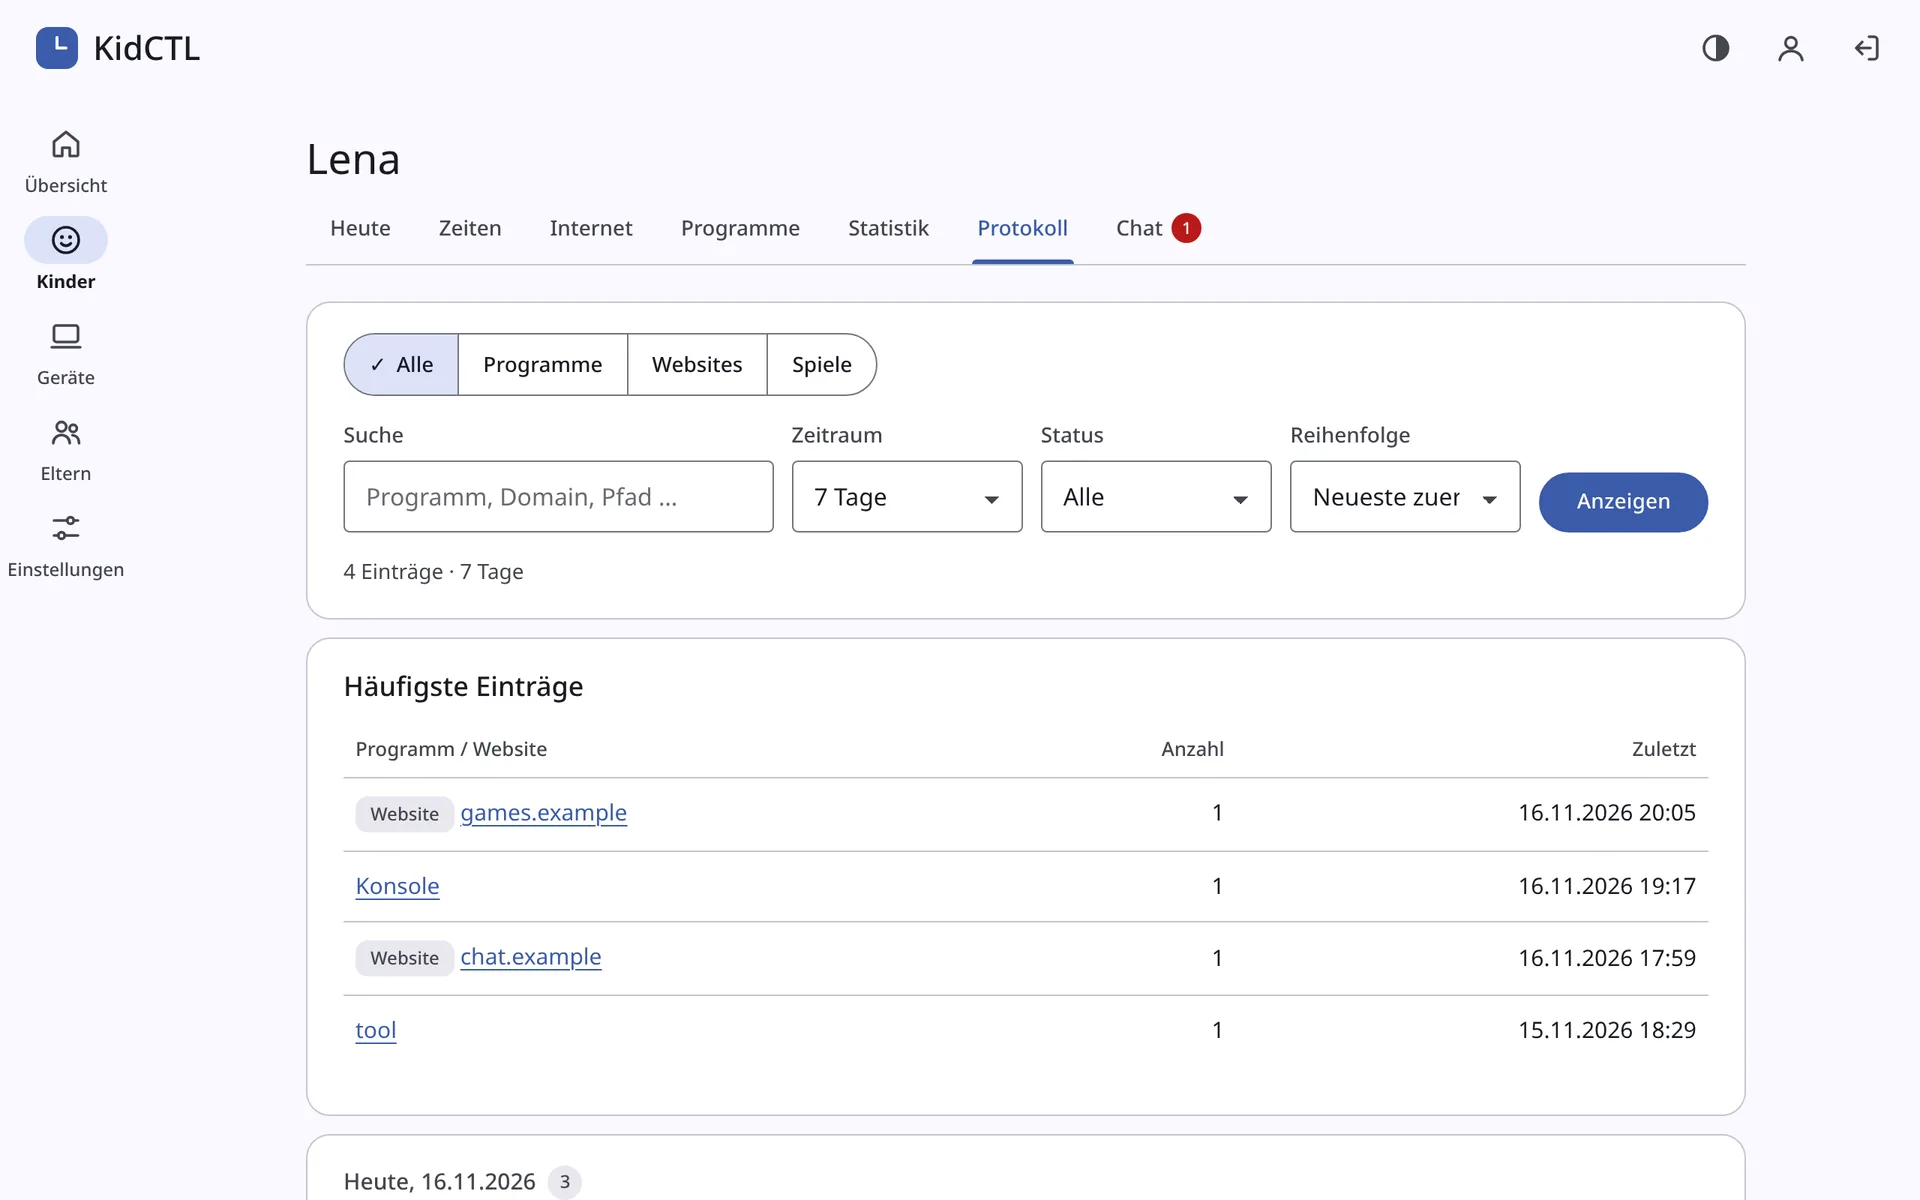 KidCTL
Übersicht
Kinder
Geräte
Eltern
Einstellungen
Lena
Heute Zeiten Internet Programme Statistik Protokoll Chat 1
✓ Alle Programme Websites Spiele
Suche Zeitraum Status Reihenfolge
Programm, Domain, Pfad ... 7 Tage Alle Neueste zuer Anzeigen
4 Einträge · 7 Tage
Häufigste Einträge
Programm / Website Anzahl Zuletzt
Website games.example 1 16.11.2026 20:05
Konsole 1 16.11.2026 19:17
Website chat.example 1 16.11.2026 17:59
tool 1 15.11.2026 18:29
Heute, 16.11.2026 3